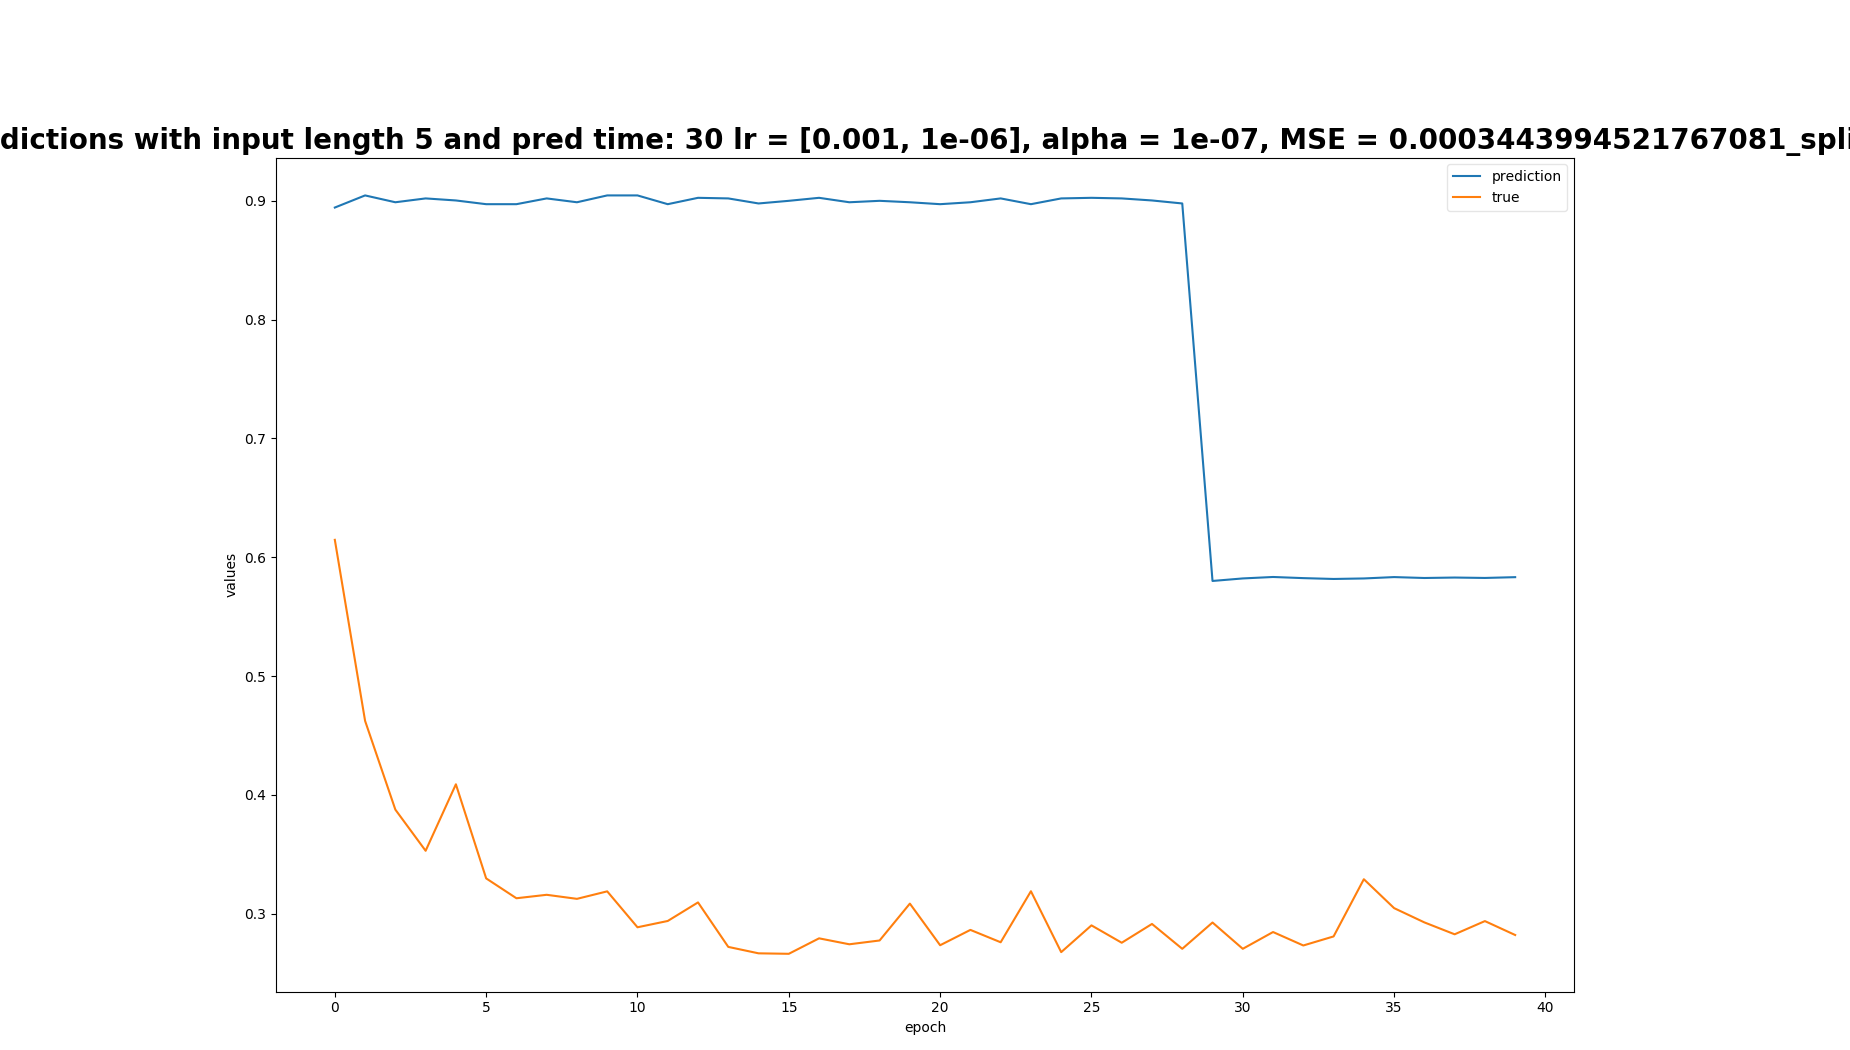 dictions with input length 5 and pred time: 30 lr = [0.001, 1e-06], alpha = 1e-07, MSE = 0.0003443994521767081_spli
prediction
true
0.9
0.8
0.7
0.6
0.5
0.4
0.3
values
0 5 10 15 20 25 30 35 40
epoch